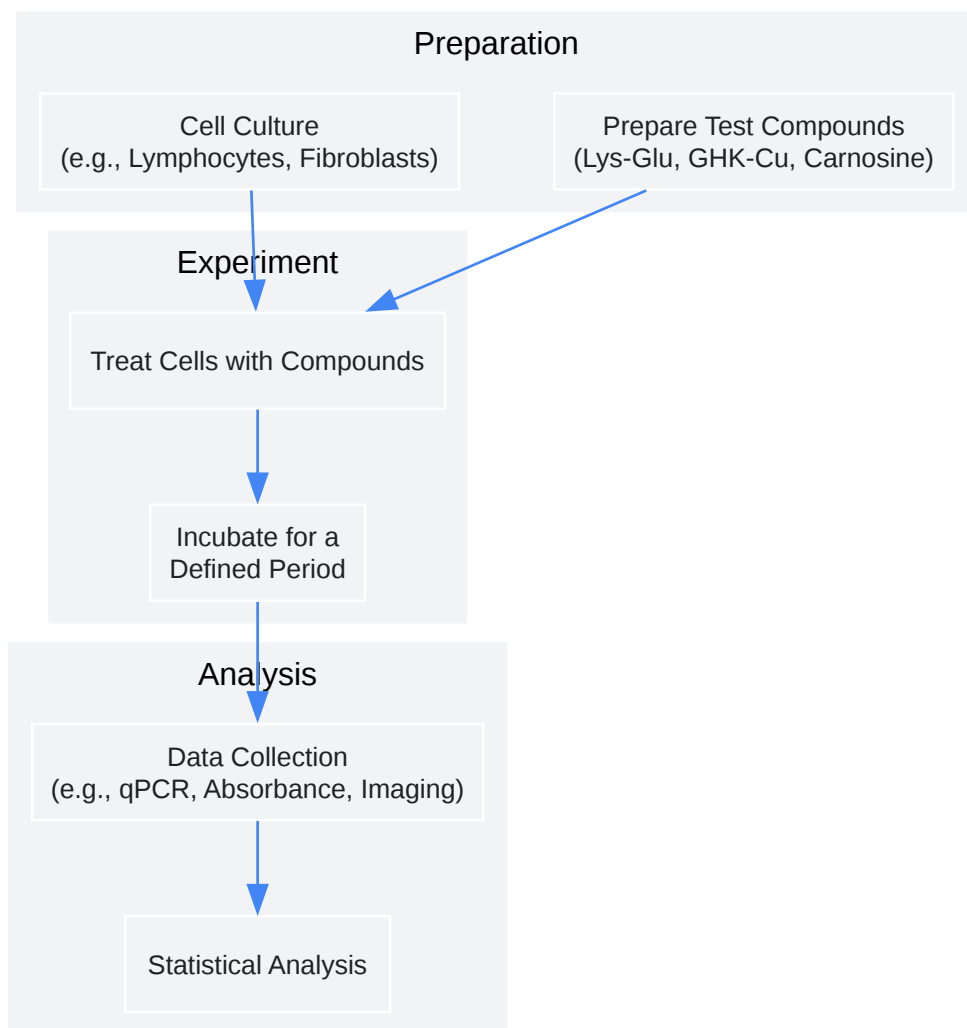 Preparation
Cell Culture
(e.g., Lymphocytes, Fibroblasts)
Prepare Test Compounds
(Lys-Glu, GHK-Cu, Carnosine)
Experiment
Treat Cells with Compounds
Incubate for a
Defined Period
Analysis
Data Collection
(e.g., qPCR, Absorbance, Imaging)
Statistical Analysis